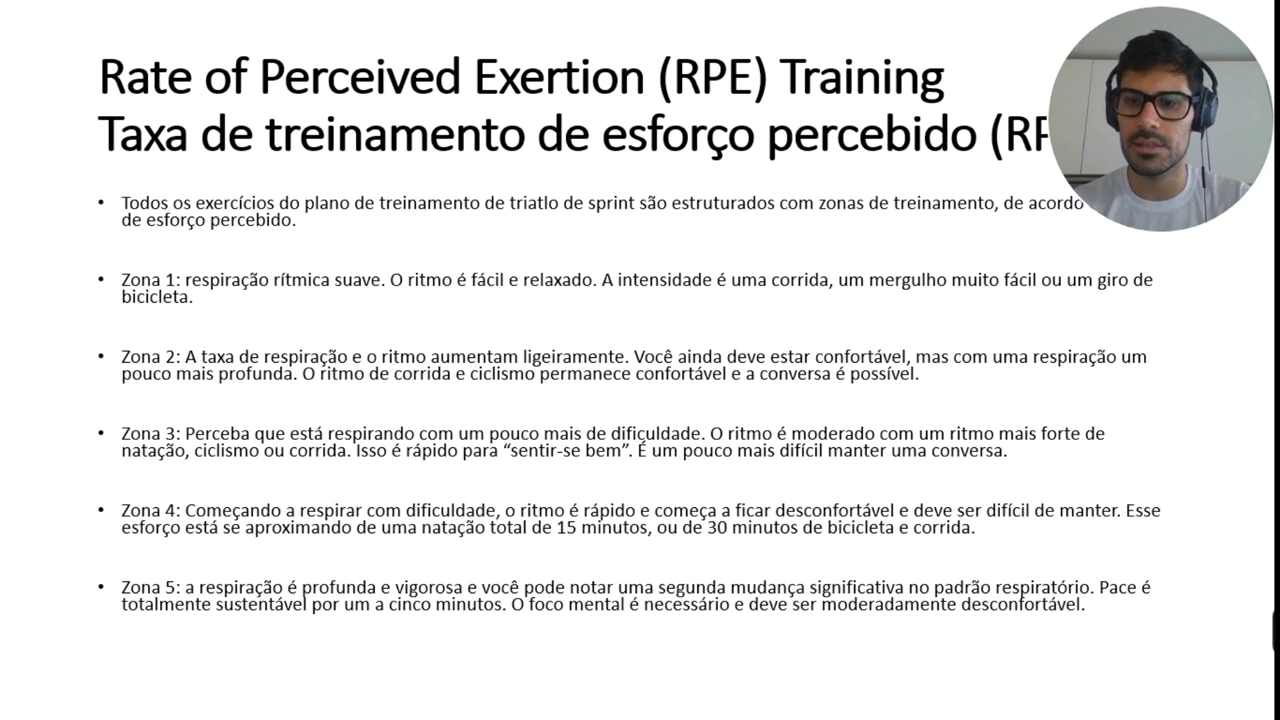 Rate of Perceived Exertion (RPE) Training
Taxa de treinamento de esforço percebido
• Todos os exercícios do plano de treinamento de triatlo de sprint são estruturados com zonas de treinamento, de acordo
de esforço percebido.
• Zona 1: respiração rítmica suave. O ritmo é fácil e relaxado. A intensidade é uma corrida, um mergulho muito fácil ou um giro de
bicicleta.
• Zona 2: A taxa de respiração e o ritmo aumentam ligeiramente. Você ainda deve estar confortável, mas com uma respiração um
pouco mais profunda. O ritmo de corrida e ciclismo permanece confortável e a conversa é possível.
• Zona 3: Perceba que está respirando com um pouco mais de dificuldade. O ritmo é moderado com um ritmo mais forte de
natação, ciclismo ou corrida. Isso é rápido para “sentir-se bem”. É um pouco mais difícil manter uma conversa.
• Zona 4: Começando a respirar com dificuldade, o ritmo é rápido e começa a ficar desconfortável e deve ser difícil de manter. Esse
esforço está se aproximando de uma natação total de 15 minutos, ou de 30 minutos de bicicleta e corrida.
• Zona 5: a respiração é profunda e vigorosa e você pode notar uma segunda mudança significativa no padrão respiratório. Pace é
totalmente sustentável por um a cinco minutos. O foco mental é necessário e deve ser moderadamente desconfortável.